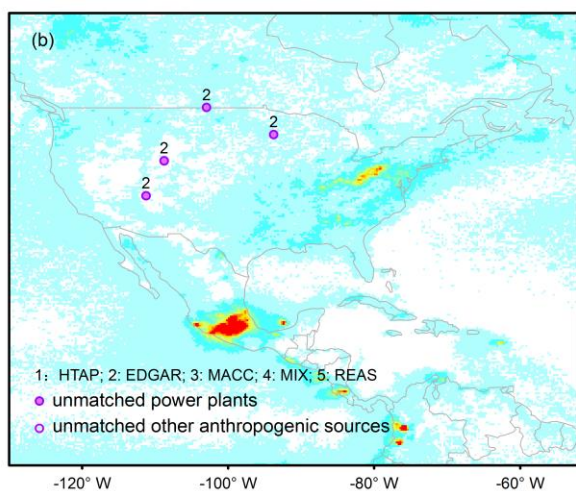 (b)
2
2
2
2
1: HTAP; 2: EDGAR; 3: MACC; 4: MIX; 5: REAS
unmatched power plants
unmatched other anthropogenic sources
-120° W -100° W -80° W -60° W